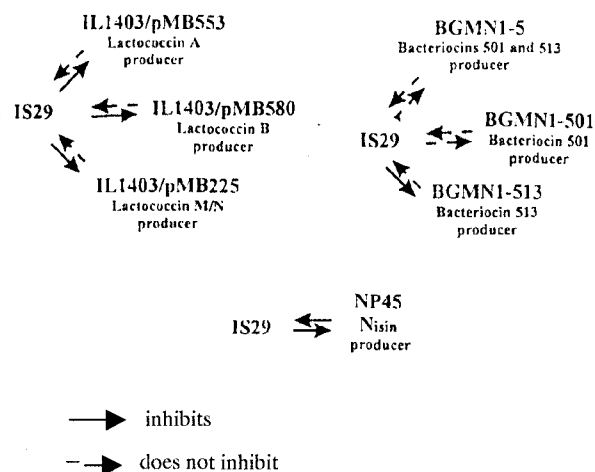 IL1403/pMB553
Lactococcin A
producer
IS29
IL1403/pMB580
Lactococcin B
producer
IL1403/pMB225
Lactococcin M/N
producer
BGMN1-5
Bacteriocins 501 and 513
producer
IS29
BGMN1-501
Bacteriocin 501
producer
BGMN1-513
Bacteriocin 513
producer
IS29
NP45
Nisin
producer
inhibits
does not inhibit